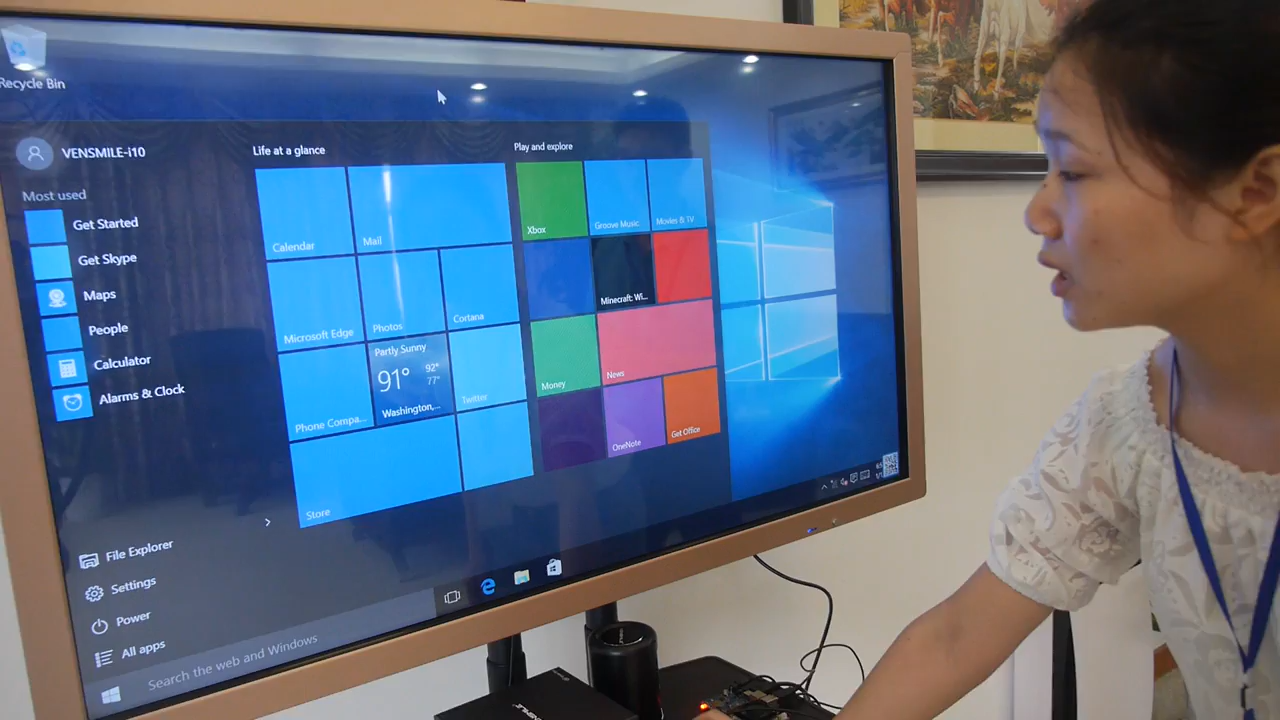 Recycle Bin
VENSMILE-i10
Most used
Get Started
Get Skype
Maps
People
Calculator
Alarms & Clock
File Explorer
Settings
Power
All apps
Search the web and Windows
Life at a glance
Calendar
Mail
Microsoft Edge
Photos
Cortana
Phone Compa...
Partly Sunny
91° 92°
77°
Washington,...
Twitter
Store
Play and explore
Xbox
Groove Music
Movies & TV
Minecraft: Wi...
Money
News
OneNote
Get Office